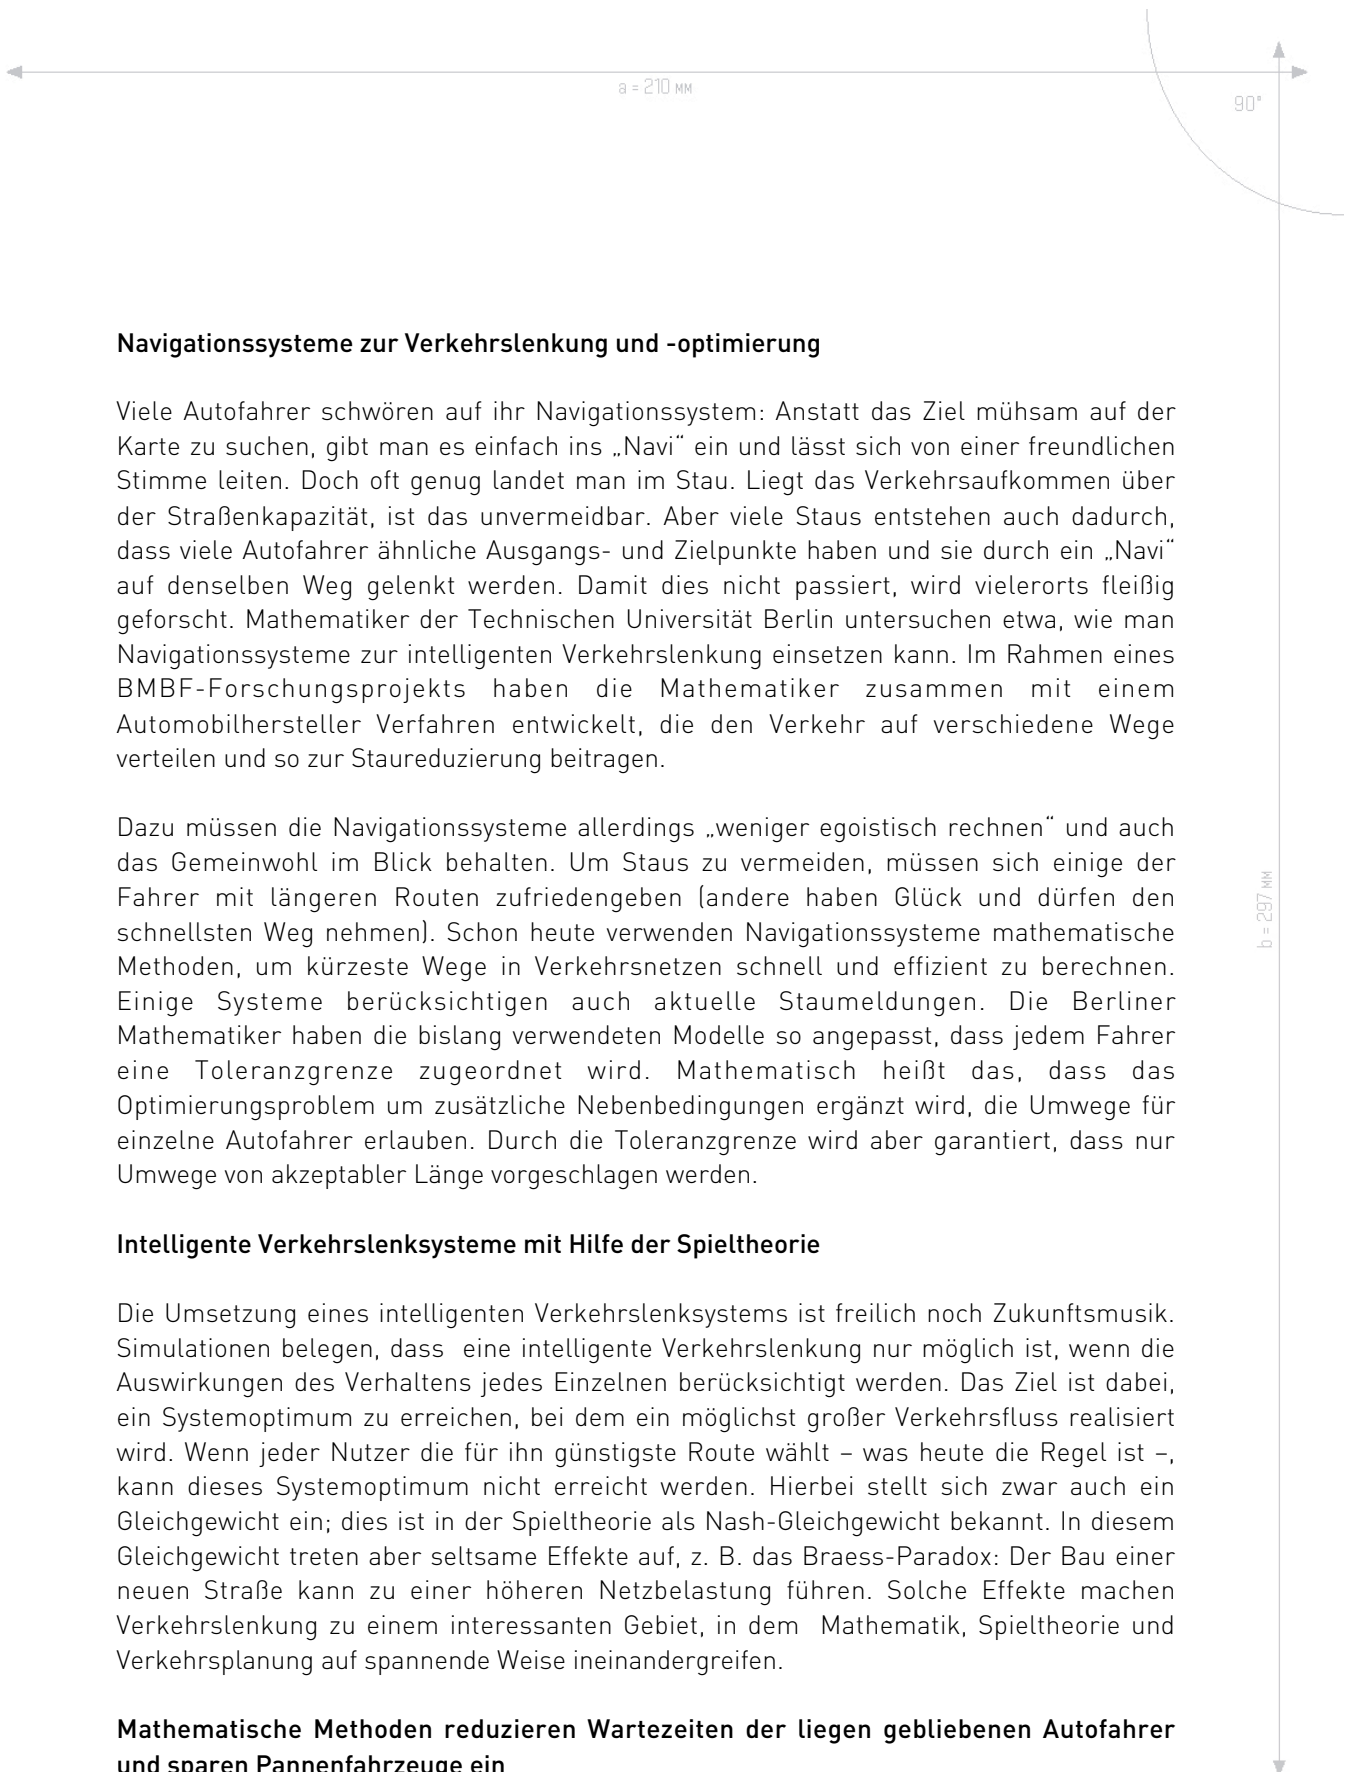 a = 210 MM
90°
Navigationssysteme zur Verkehrslenkung und -optimierung
Viele Autofahrer schwören auf ihr Navigationssystem: Anstatt das Ziel mühsam auf der
Karte zu suchen, gibt man es einfach ins „Navi“ ein und lässt sich von einer freundlichen
Stimme leiten. Doch oft genug landet man im Stau. Liegt das Verkehrsaufkommen über
der Straßenkapazität, ist das unvermeidbar. Aber viele Staus entstehen auch dadurch,
dass viele Autofahrer ähnliche Ausgangs- und Zielpunkte haben und sie durch ein „Navi“
auf denselben Weg gelenkt werden. Damit dies nicht passiert, wird vielerorts fleißig
geforscht. Mathematiker der Technischen Universität Berlin untersuchen etwa, wie man
Navigationssysteme zur intelligenten Verkehrslenkung einsetzen kann. Im Rahmen eines
BMBF-Forschungsprojekts haben die Mathematiker zusammen mit einem
Automobilhersteller Verfahren entwickelt, die den Verkehr auf verschiedene Wege
verteilen und so zur Staureduzierung beitragen.
Dazu müssen die Navigationssysteme allerdings „weniger egoistisch rechnen“ und auch
das Gemeinwohl im Blick behalten. Um Staus zu vermeiden, müssen sich einige der
Fahrer mit längeren Routen zufriedengeben (andere haben Glück und dürfen den
schnellsten Weg nehmen). Schon heute verwenden Navigationssysteme mathematische
Methoden, um kürzeste Wege in Verkehrsnetzen schnell und effizient zu berechnen.
Einige Systeme berücksichtigen auch aktuelle Staumeldungen. Die Berliner
Mathematiker haben die bislang verwendeten Modelle so angepasst, dass jedem Fahrer
eine Toleranzgrenze zugeordnet wird. Mathematisch heißt das, dass das
Optimierungsproblem um zusätzliche Nebenbedingungen ergänzt wird, die Umwege für
einzelne Autofahrer erlauben. Durch die Toleranzgrenze wird aber garantiert, dass nur
Umwege von akzeptabler Länge vorgeschlagen werden.
b = 297 MM
Intelligente Verkehrslenksysteme mit Hilfe der Spieltheorie
Die Umsetzung eines intelligenten Verkehrslenksystems ist freilich noch Zukunftsmusik.
Simulationen belegen, dass eine intelligente Verkehrslenkung nur möglich ist, wenn die
Auswirkungen des Verhaltens jedes Einzelnen berücksichtigt werden. Das Ziel ist dabei,
ein Systemoptimum zu erreichen, bei dem ein möglichst großer Verkehrsfluss realisiert
wird. Wenn jeder Nutzer die für ihn günstigste Route wählt – was heute die Regel ist –,
kann dieses Systemoptimum nicht erreicht werden. Hierbei stellt sich zwar auch ein
Gleichgewicht ein; dies ist in der Spieltheorie als Nash-Gleichgewicht bekannt. In diesem
Gleichgewicht treten aber seltsame Effekte auf, z. B. das Braess-Paradox: Der Bau einer
neuen Straße kann zu einer höheren Netzbelastung führen. Solche Effekte machen
Verkehrslenkung zu einem interessanten Gebiet, in dem Mathematik, Spieltheorie und
Verkehrsplanung auf spannende Weise ineinandergreifen.
Mathematische Methoden reduzieren Wartezeiten der liegen gebliebenen Autofahrer
und sparen Pannenfahrzeuge ein